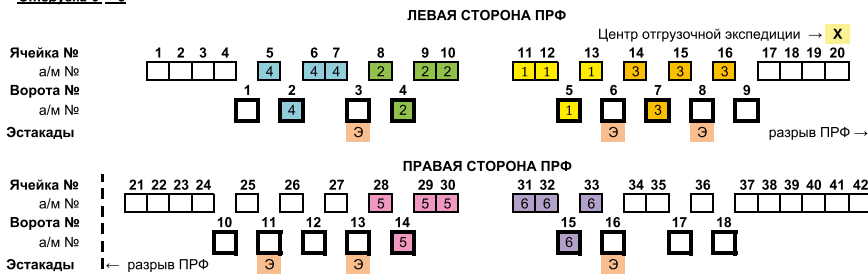 ЛЕВАЯ СТОРОНА ПРФ
Центр отгрузочной экспедиции → X
Ячейка № 1 2 3 4 5 6 7 8 9 10 11 12 13 14 15 16 17 18 19 20
а/м № 4 4 4 2 2 2 1 1 1 3 3 3
Ворота № 1 2 3 4 5 6 7 8 9
а/м № 4 2 1 3
Эстакады Э Э Э разрыв ПРФ →
ПРАВАЯ СТОРОНА ПРФ
Ячейка № 21 22 23 24 25 26 27 28 29 30 31 32 33 34 35 36 37 38 39 40 41 42
а/м № 5 5 5 6 6 6
Ворота № 10 11 12 13 14 15 16 17 18
а/м № 5 6
Эстакады ← разрыв ПРФ Э Э Э